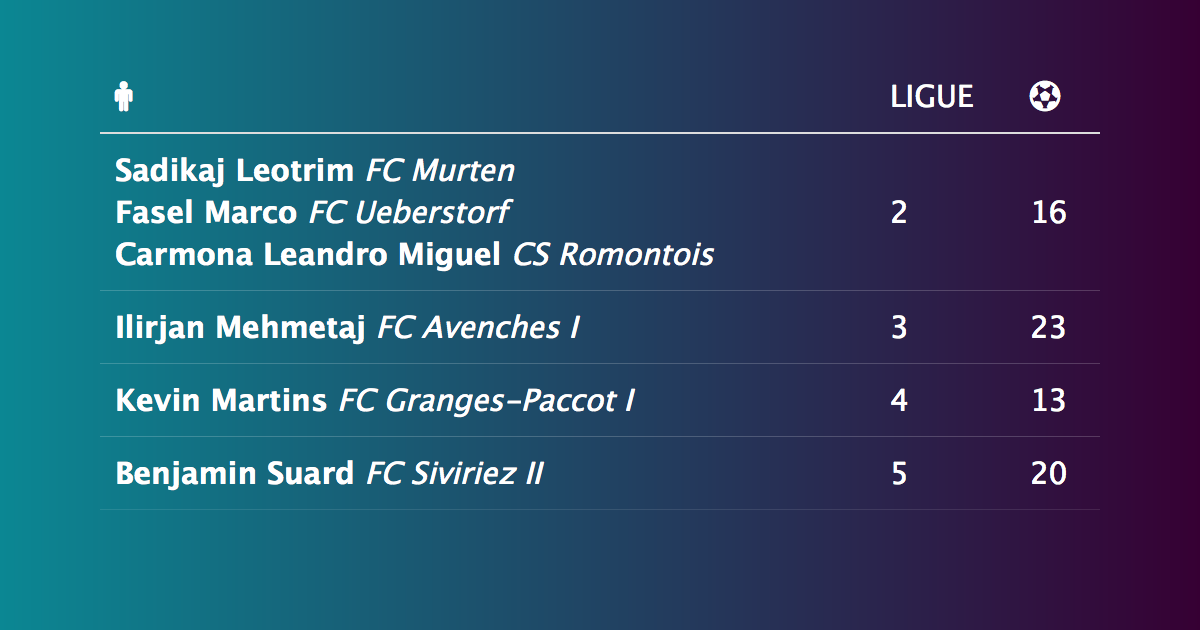 LIGUE
Sadikaj Leotrim FC Murten
Fasel Marco FC Ueberstorf
Carmona Leandro Miguel CS Romontois
2 16
Ilirjan Mehmetaj FC Avenches I 3 23
Kevin Martins FC Granges-Paccot I 4 13
Benjamin Suard FC Siviriez II 5 20